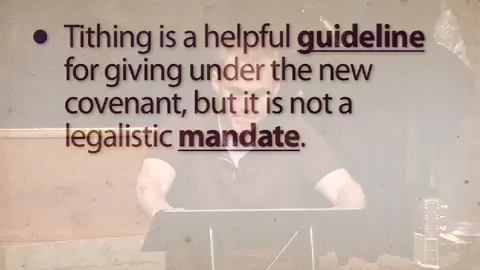 • Tithing is a helpful guideline
for giving under the new
covenant, but it is not a
legalistic mandate.